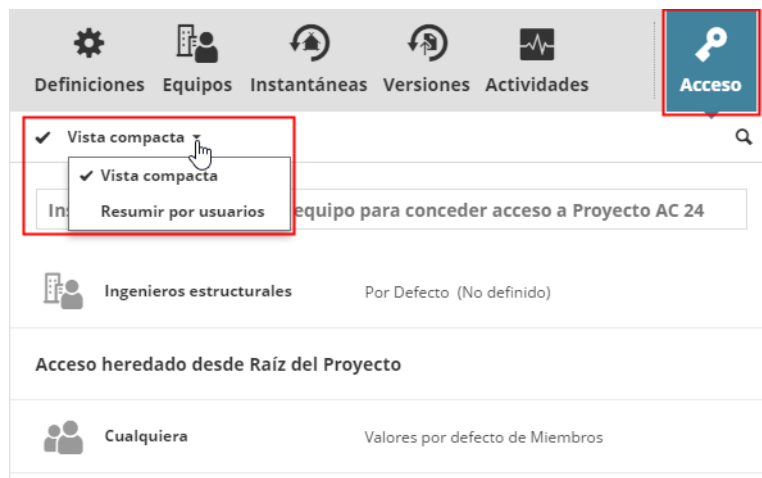 Definiciones Equipos Instantáneas Versiones Actividades Acceso
Vista compacta
Vista compacta
Resumir por usuarios
equipo para conceder acceso a Proyecto AC 24
Ingenieros estructurales Por Defecto (No definido)
Acceso heredado desde Raíz del Proyecto
Cualquiera Valores por defecto de Miembros